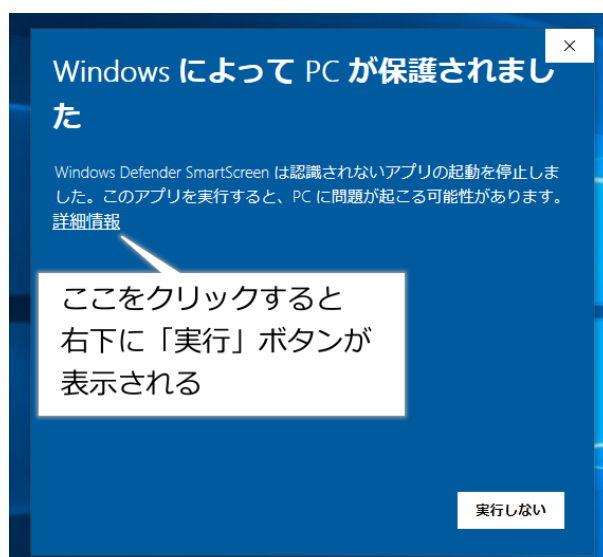 Windows によって PC が保護されまし
た
Windows Defender SmartScreen は認識されないアプリの起動を停止しま
した。このアプリを実行すると、PC に問題が起こる可能性があります。
詳細情報
ここをクリックすると
右下に「実行」ボタンが
表示される
実行しない